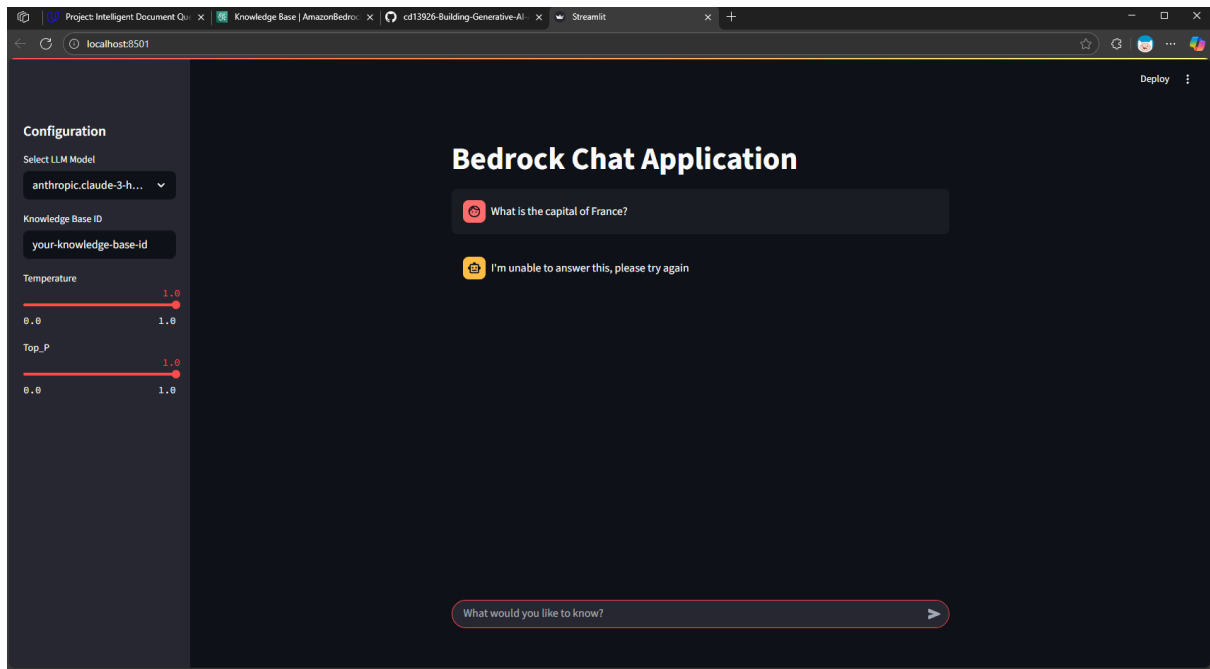 Project: Intelligent Document Que
Knowledge Base | AmazonBedroc
cd13926-Building-Generative-AI-
Streamlit
localhost:8501
Deploy
Configuration
Select LLM Model
anthropic.claude-3-h...
Knowledge Base ID
your-knowledge-base-id
Temperature
1.0
0.0 1.0
Top_P
1.0
0.0 1.0
Bedrock Chat Application
What is the capital of France?
I'm unable to answer this, please try again
What would you like to know?